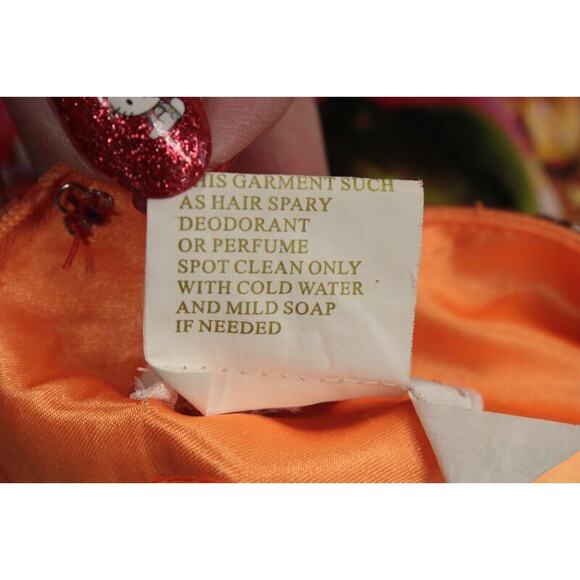 THIS GARMENT SUCH
AS HAIR SPARY
DEODORANT
OR PERFUME
SPOT CLEAN ONLY
WITH COLD WATER
AND MILD SOAP
IF NEEDED